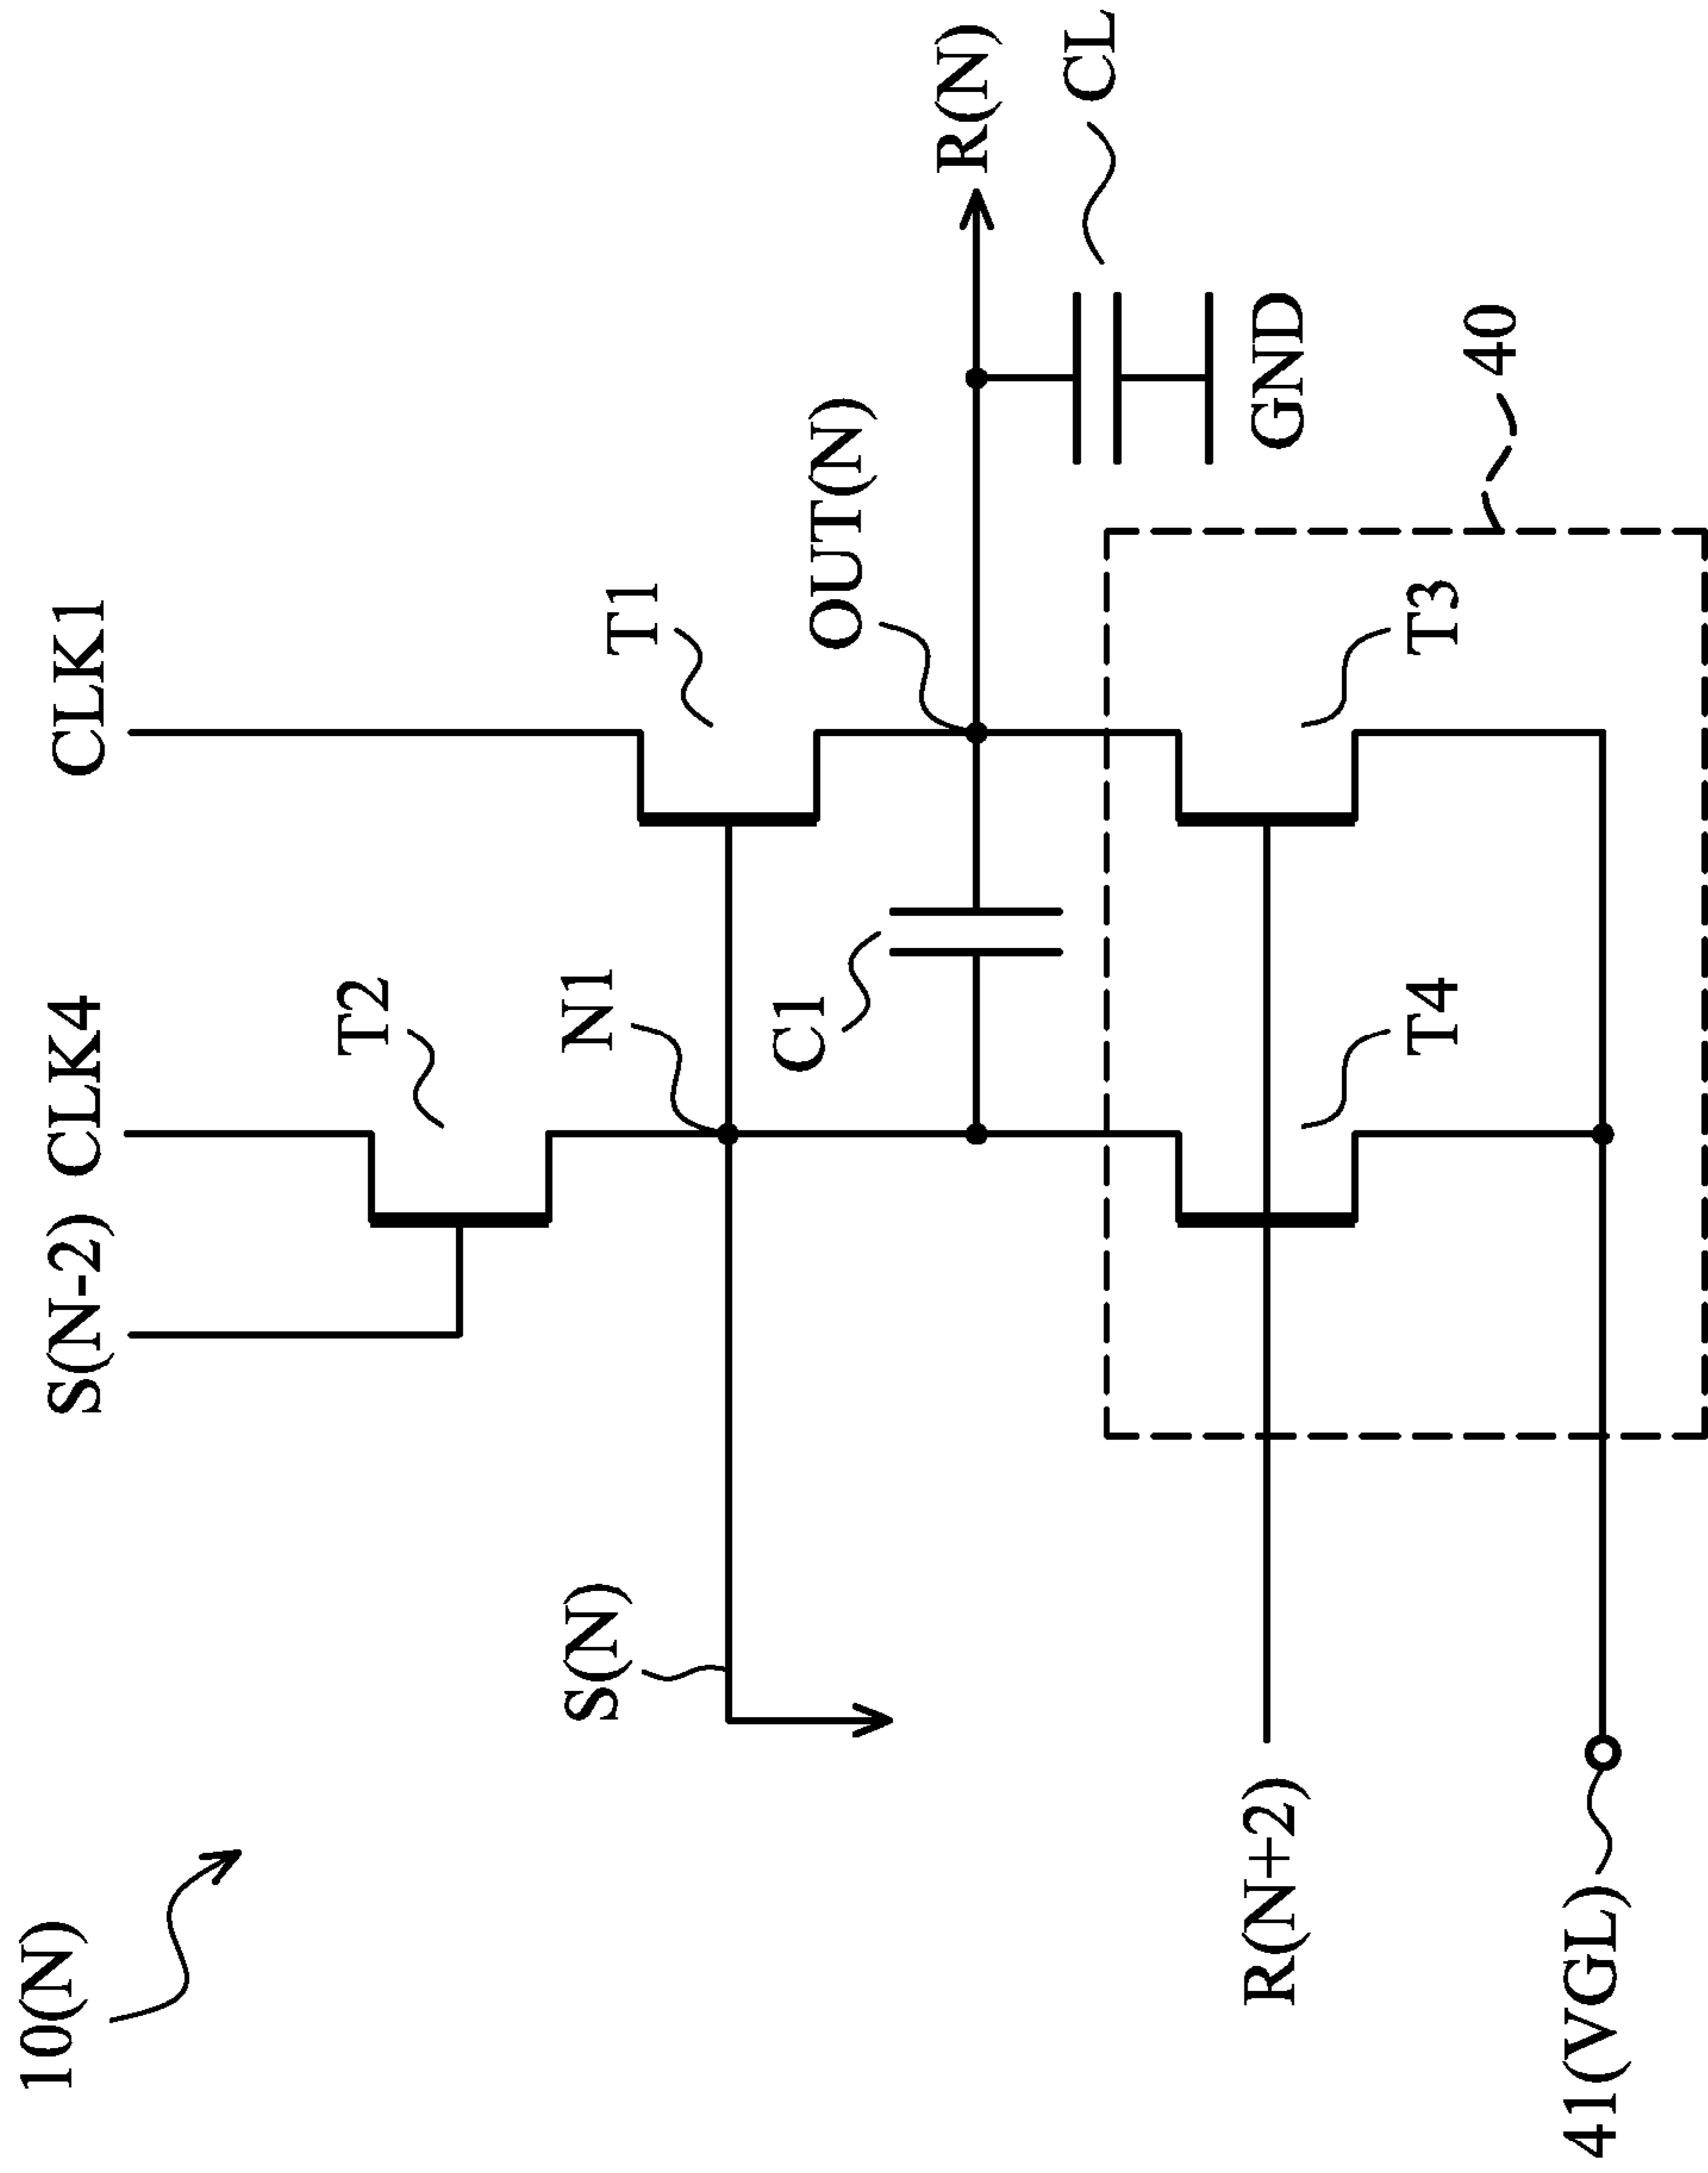 10(N)
S(N-2)
CLK4
CLK1
T2
T1
S(N)
N1
C1
OUT(N)
R(N)
CL
GND
R(N+2)
T4
T3
40
41(VGL)